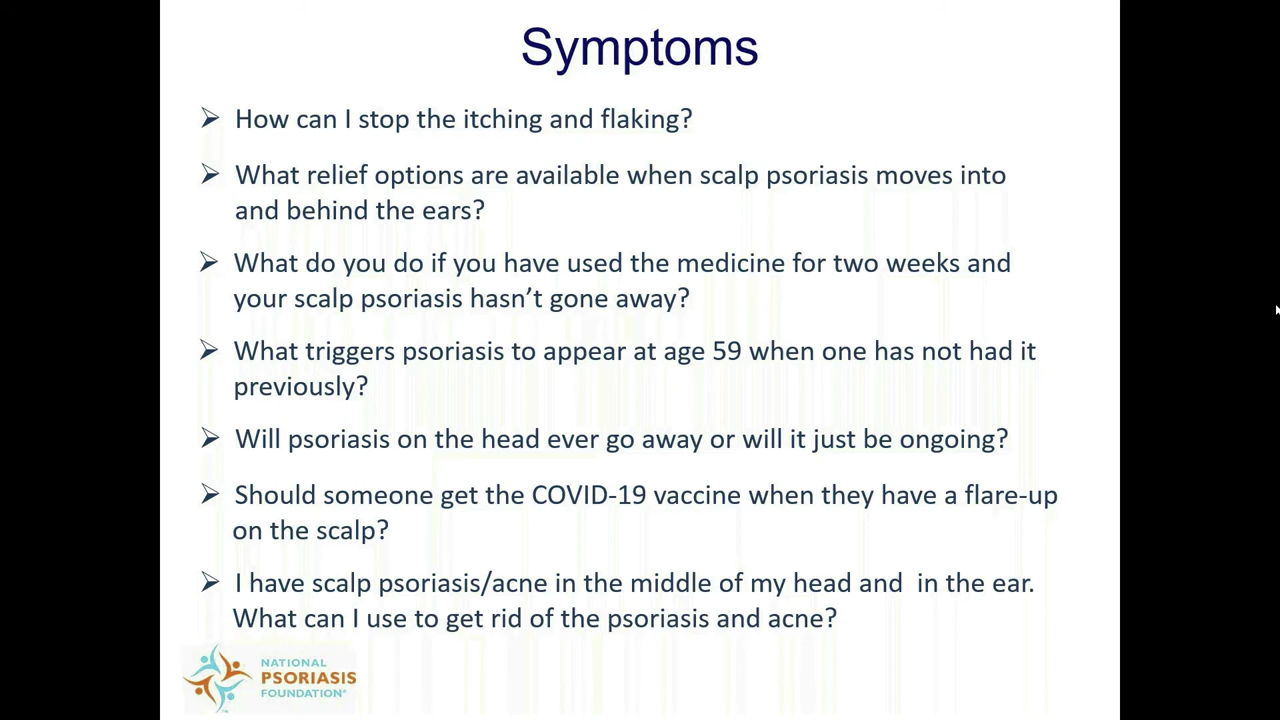 Symptoms
➢ How can I stop the itching and flaking?
➢ What relief options are available when scalp psoriasis moves into
and behind the ears?
➢ What do you do if you have used the medicine for two weeks and
your scalp psoriasis hasn’t gone away?
➢ What triggers psoriasis to appear at age 59 when one has not had it
previously?
➢ Will psoriasis on the head ever go away or will it just be ongoing?
➢ Should someone get the COVID-19 vaccine when they have a flare-up
on the scalp?
➢ I have scalp psoriasis/acne in the middle of my head and  in the ear.
What can I use to get rid of the psoriasis and acne?
NATIONAL
PSORIASIS
FOUNDATION®